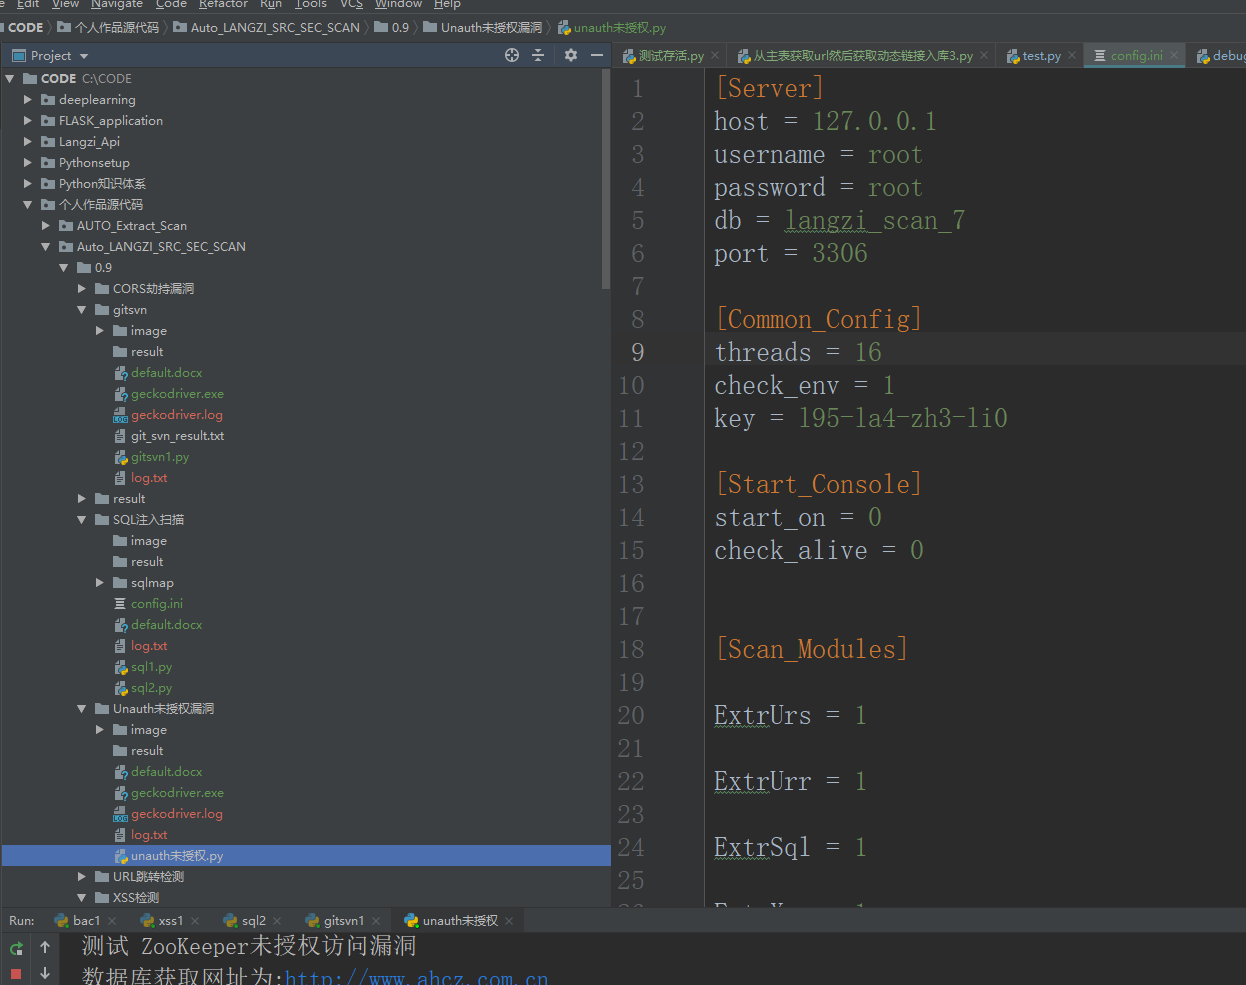 Edit View Navigate Code Refactor Run Tools VCS Window Help
CODE 个人作品源代码 Auto_LANGZI_SRC_SEC_SCAN 0.9 Unauth未授权漏洞 unauth未授权.py
Project
测试存活.py 从主表获取url然后获取动态链接入库3.py test.py config.ini debug
CODE C:\CODE
deeplearning
FLASK_application
Langzi_Api
Pythonsetup
Python知识体系
个人作品源代码
AUTO_Extract_Scan
Auto_LANGZI_SRC_SEC_SCAN
0.9
CORS劫持漏洞
gitsvn
image
result
default.docx
geckodriver.exe
geckodriver.log
git_svn_result.txt
gitsvn1.py
log.txt
result
SQL注入扫描
image
result
sqlmap
config.ini
default.docx
log.txt
sql1.py
sql2.py
Unauth未授权漏洞
image
result
default.docx
geckodriver.exe
geckodriver.log
log.txt
unauth未授权.py
URL跳转检测
XSS检测
1 [Server]
2 host = 127.0.0.1
3 username = root
4 password = root
5 db = langzi_scan_7
6 port = 3306
7
8 [Common_Config]
9 threads = 16
10 check_env = 1
11 key = l95-la4-zh3-li0
12
13 [Start_Console]
14 start_on = 0
15 check_alive = 0
16
17
18 [Scan_Modules]
19
20 ExtrUrs = 1
21
22 ExtrUrr = 1
23
24 ExtrSql = 1
25
Run: bac1 xss1 sql2 gitsvn1 unauth未授权
测试 ZooKeeper未授权访问漏洞
数据库获取网址为:http://www.ahcz.com.cn